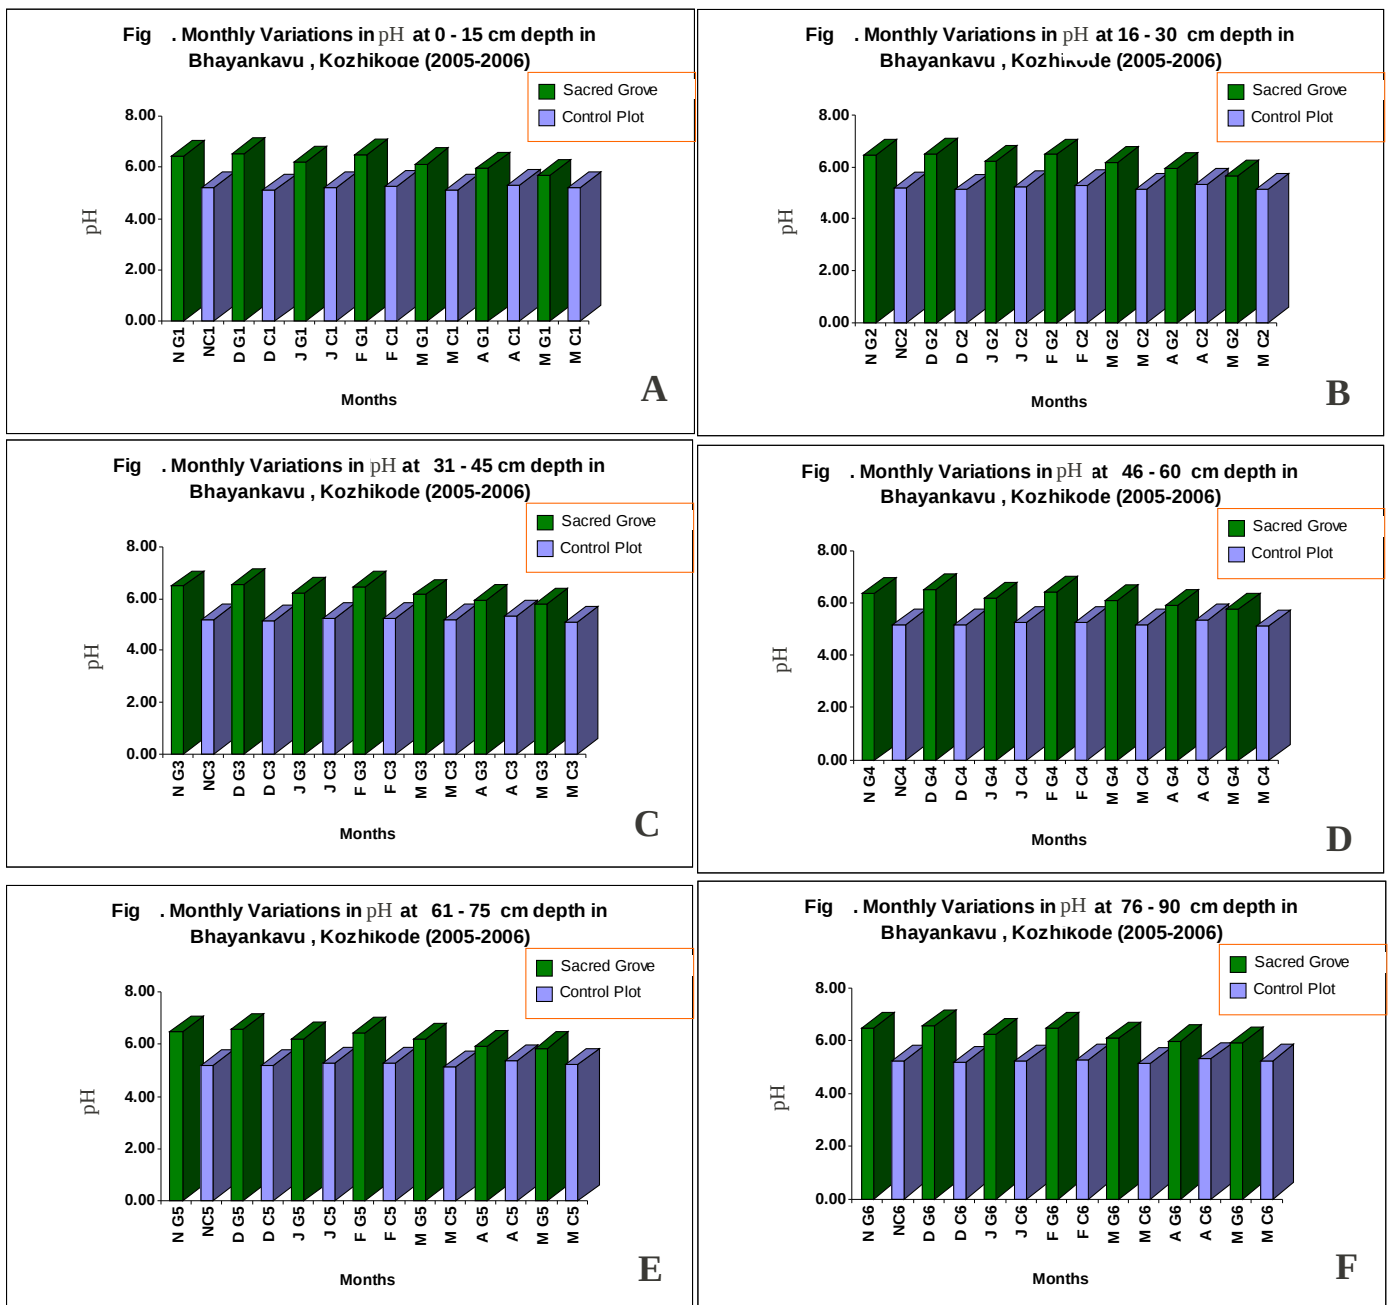 Fig . Monthly Variations in pH at 0 - 15 cm depth in
Bhayankavu , Kozhikode (2005-2006)
Sacred Grove
Control Plot
8.00
6.00
4.00
2.00
0.00
pH
N G1 NC1 D G1 D C1 J G1 J C1 F G1 F C1 M G1 M C1 A G1 A C1 M G1 M C1
Months
A
Fig . Monthly Variations in pH at 16 - 30 cm depth in
Bhayankavu , Kozhikode (2005-2006)
Sacred Grove
Control Plot
8.00
6.00
4.00
2.00
0.00
pH
N G2 NC2 D G2 D C2 J G2 J C2 F G2 F C2 M G2 M C2 A G2 A C2 M G2 M C2
Months
B
Fig . Monthly Variations in pH at 31 - 45 cm depth in
Bhayankavu , Kozhikode (2005-2006)
Sacred Grove
Control Plot
8.00
6.00
4.00
2.00
0.00
pH
N G3 NC3 D G3 D C3 J G3 J C3 F G3 F C3 M G3 M C3 A G3 A C3 M G3 M C3
Months
C
Fig . Monthly Variations in pH at 46 - 60 cm depth in
Bhayankavu , Kozhikode (2005-2006)
Sacred Grove
Control Plot
8.00
6.00
4.00
2.00
0.00
pH
N G4 NC4 D G4 D C4 J G4 J C4 F G4 F C4 M G4 M C4 A G4 A C4 M G4 M C4
Months
D
Fig . Monthly Variations in pH at 61 - 75 cm depth in
Bhayankavu , Kozhikode (2005-2006)
Sacred Grove
Control Plot
8.00
6.00
4.00
2.00
0.00
pH
N G5 NC5 D G5 D C5 J G5 J C5 F G5 F C5 M G5 M C5 A G5 A C5 M G5 M C5
Months
E
Fig . Monthly Variations in pH at 76 - 90 cm depth in
Bhayankavu , Kozhikode (2005-2006)
Sacred Grove
Control Plot
8.00
6.00
4.00
2.00
0.00
pH
N G6 NC6 D G6 D C6 J G6 J C6 F G6 F C6 M G6 M C6 A G6 A C6 M G6 M C6
Months
F